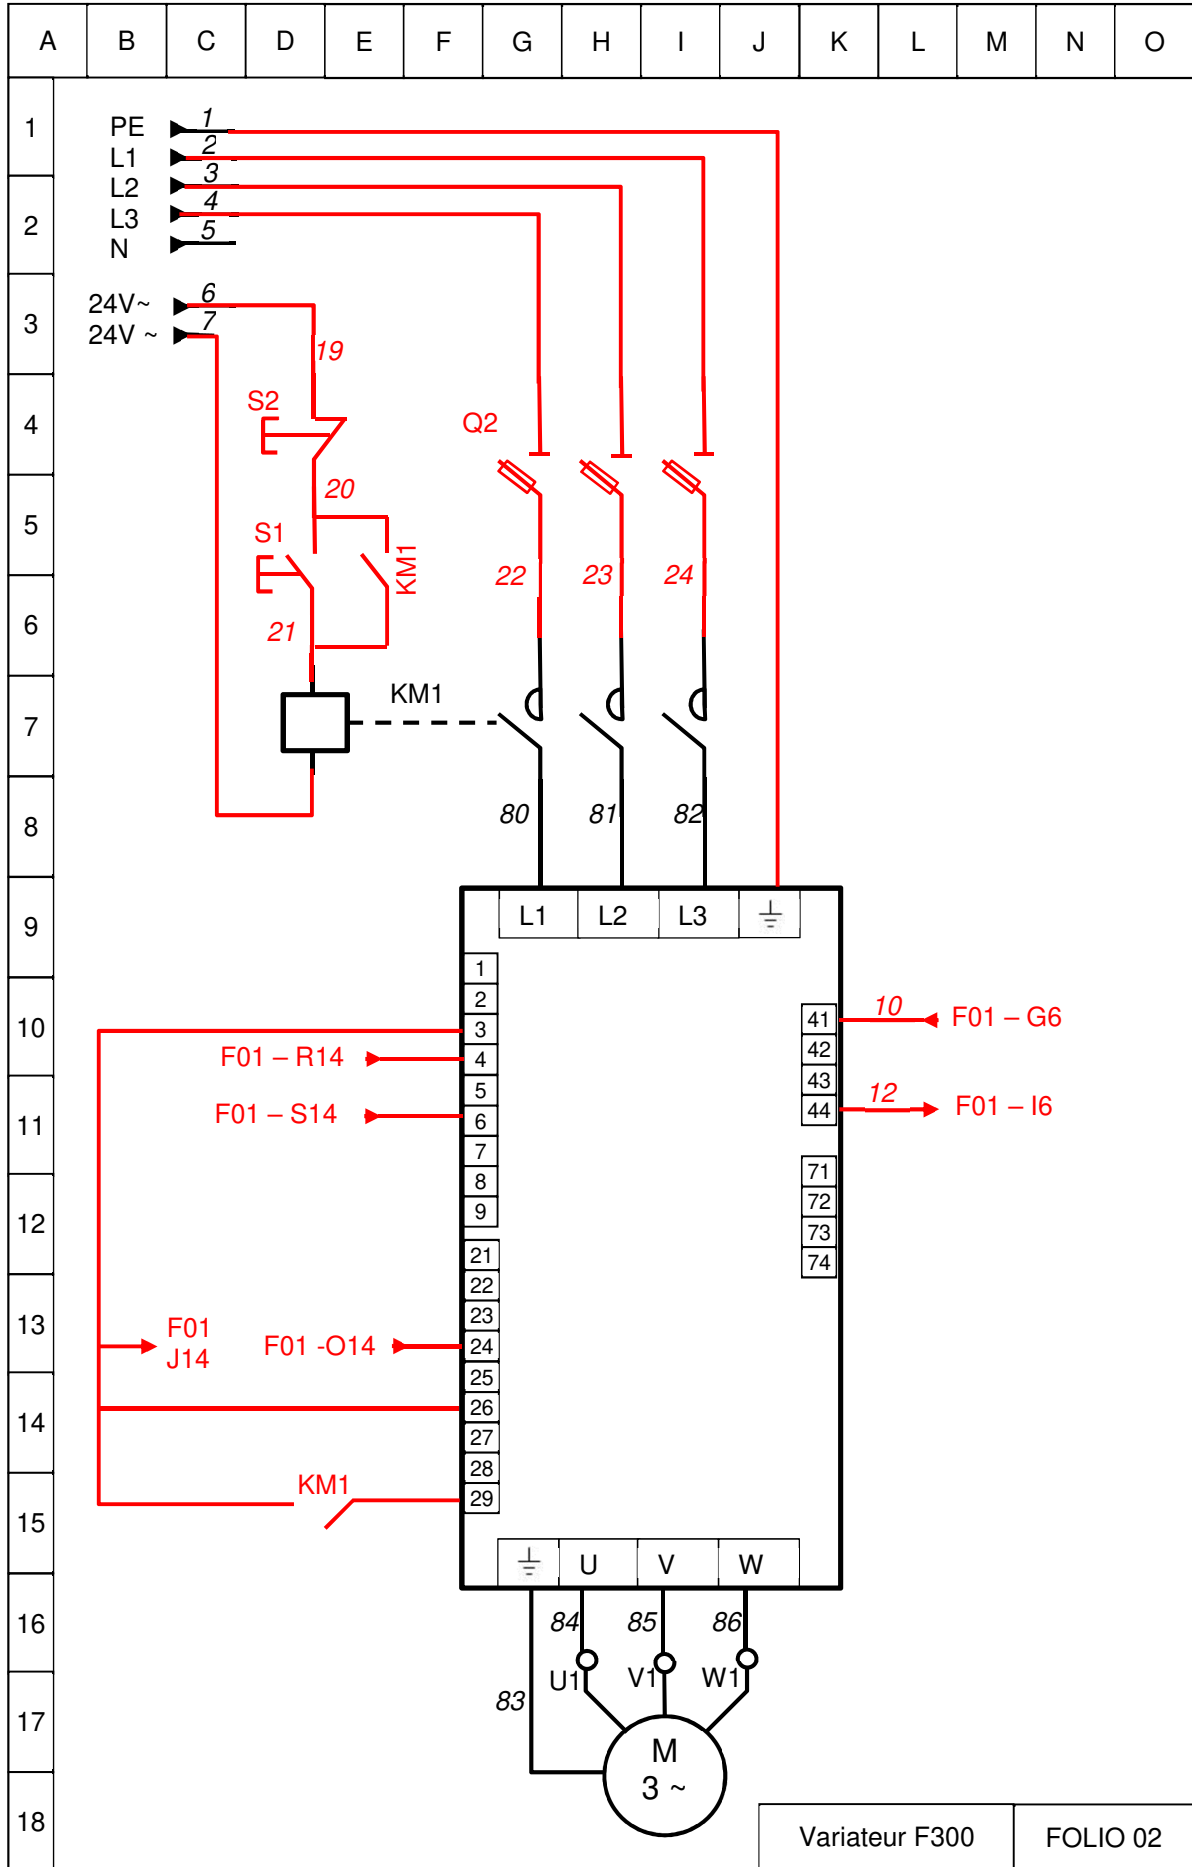 A B C D E F G H I J K L M N O
1 PE 1
L1 2
L2 3
2 L3 4
N 5
24V~ 6
3 24V ~ 7
19
4 S2 Q2
20
5 S1 KM1
22 23 24
6 21
KM1
7
8 80 81 82
9 L1 L2 L3
1
2
10 3 41 10 F01 – G6
F01 – R14 4 42
5 43
11 F01 – S14 6 44 12 F01 – I6
7
8 71
9 72
12 73
21 74
22
23
13 F01
J14
F01 -O14 24
25
14 26
27
28
KM1 29
15
U V W
16 84 85 86
U1 V1 W1
17 83
M
3 ~
18 Variateur F300 FOLIO 02